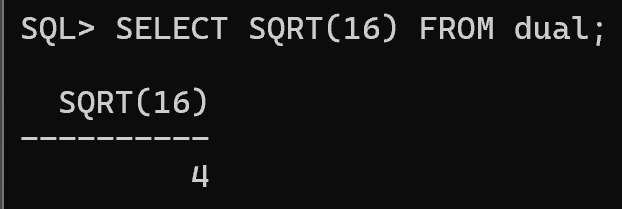 SQL> SELECT SQRT(16) FROM dual;
  SQRT(16)
----------
         4